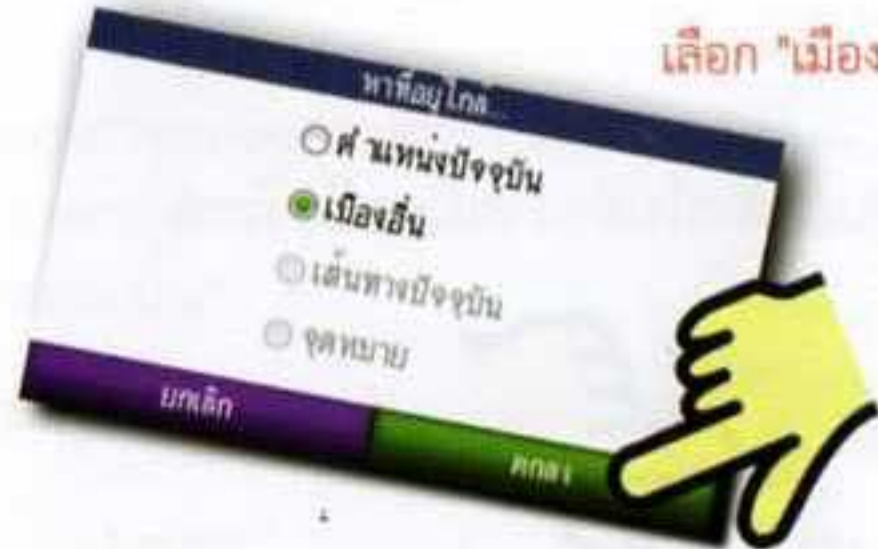 เลือก "เมือง
หาที่อยู่ใกล้...
ตำแหน่งปัจจุบัน
เมืองอื่น
เส้นทางปัจจุบัน
จุดหมาย
ยกเลิก
ตกลง